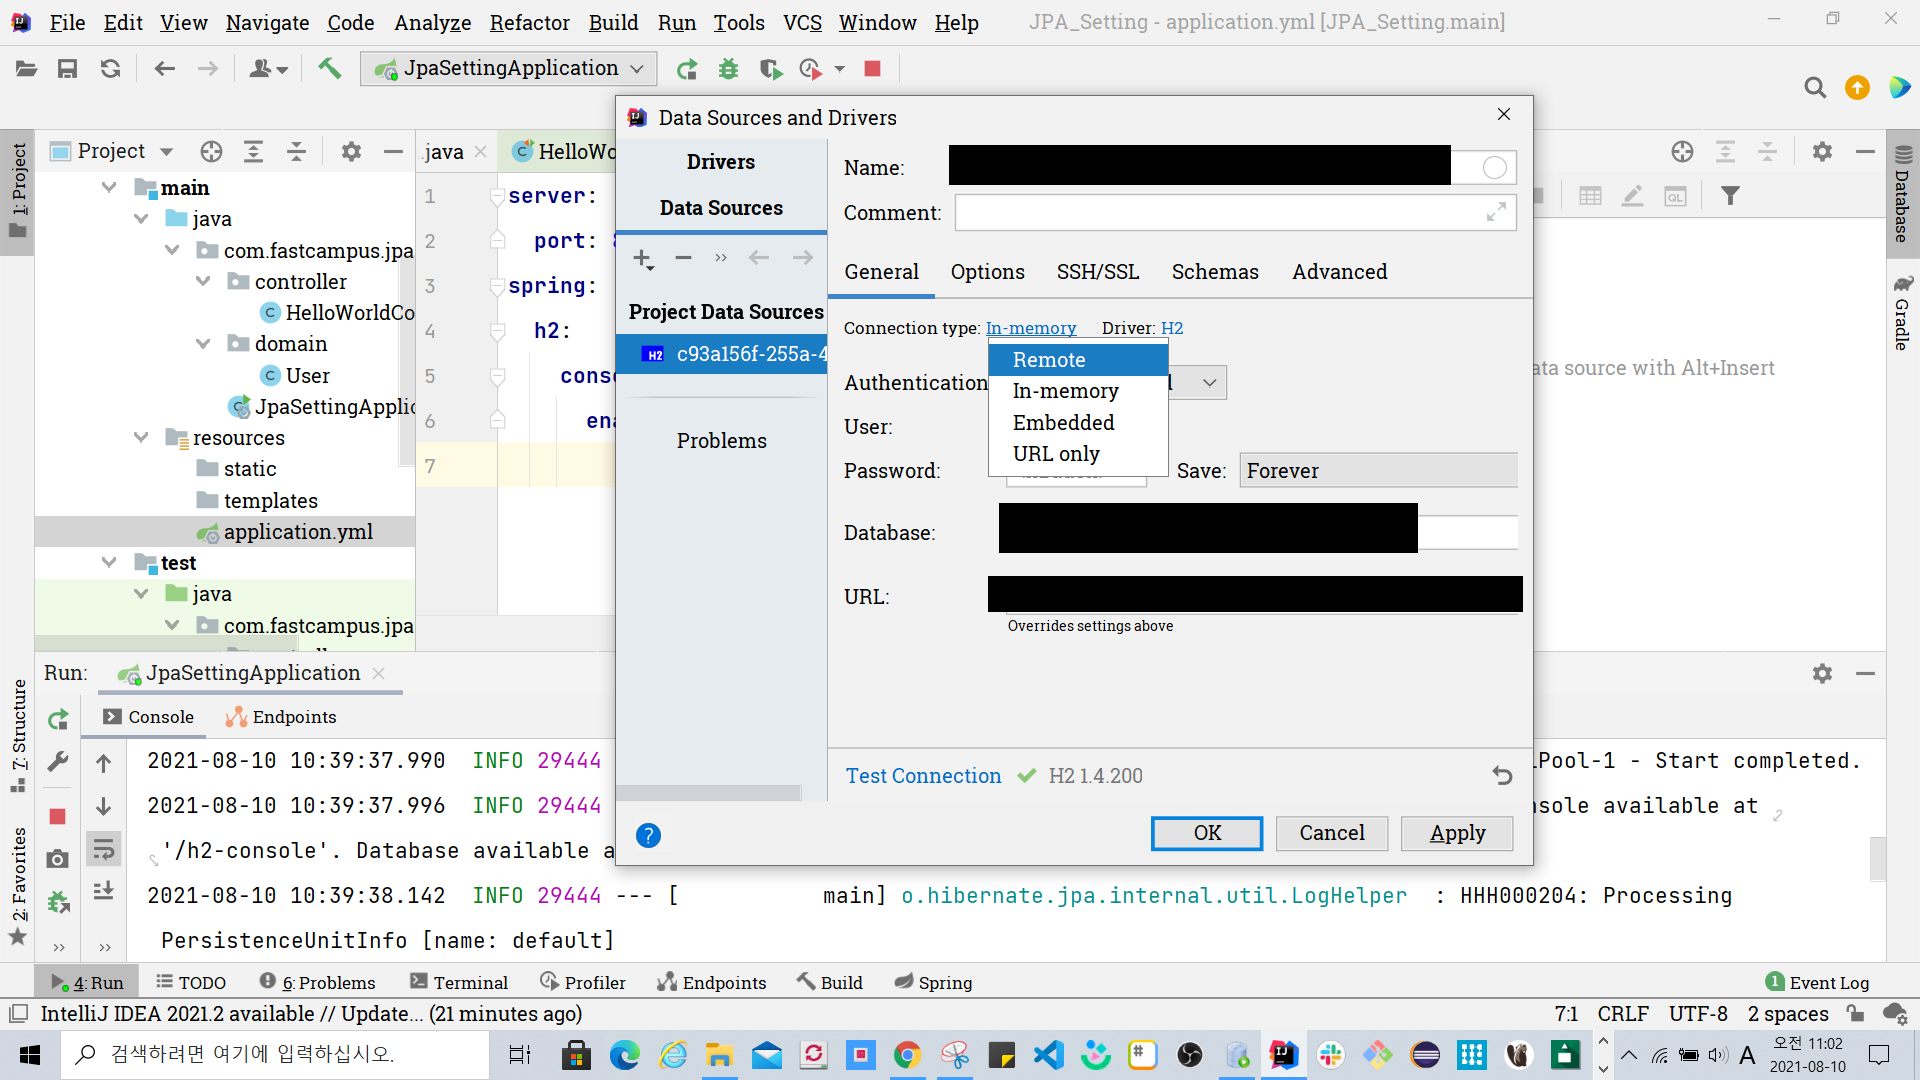 File Edit View Navigate Code Analyze Refactor Build Run Tools VCS Window Help JPA_Setting - application.yml [JPA_Setting.main]
JpaSettingApplication
Project
.java
HelloWo
1: Project
main
java
com.fastcampus.jpa
controller
HelloWorldCo
domain
User
JpaSettingApplic
resources
static
templates
application.yml
test
java
com.fastcampus.jpa
1 server:
2 port:
3 spring:
4 h2:
5 conso
6 ena
7
Data Sources and Drivers
Drivers
Data Sources
Project Data Sources
H2 c93a156f-255a-4
Problems
Name:
Comment:
General Options SSH/SSL Schemas Advanced
Connection type: In-memory Driver: H2
Remote
In-memory
Embedded
URL only
Authentication
User:
Password:
Save: Forever
Database:
URL:
Overrides settings above
Test Connection H2 1.4.200
OK Cancel Apply
ata source with Alt+Insert
Database
Gradle
7: Structure
2: Favorites
Run: JpaSettingApplication
Console Endpoints
2021-08-10 10:39:37.990 INFO 29444 Pool-1 - Start completed.
2021-08-10 10:39:37.996 INFO 29444 nsole available at
'/h2-console'. Database available a
2021-08-10 10:39:38.142 INFO 29444 --- [ main] o.hibernate.jpa.internal.util.LogHelper : HHH000204: Processing
PersistenceUnitInfo [name: default]
4: Run TODO 6: Problems Terminal Profiler Endpoints Build Spring 1 Event Log
IntelliJ IDEA 2021.2 available // Update... (21 minutes ago) 7:1 CRLF UTF-8 2 spaces
검색하려면 여기에 입력하십시오.
A
오전 11:02
2021-08-10